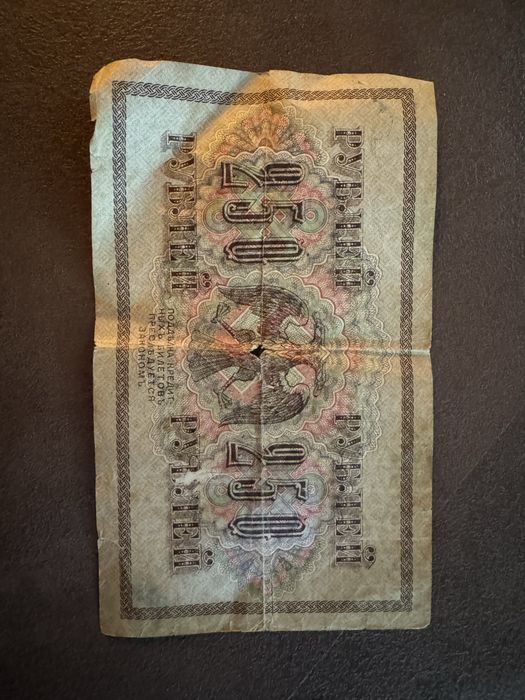 РУБЛЕЙ РУБЛЕЙ
250 250
РУБЛЕЙ РУБЛЕЙ
ПОДДѢЛКА КРЕДИТ-
НЫХЪ БИЛЕТОВЪ
ПРЕСЛѢДУЕТСЯ
ЗАКОНОМЪ.